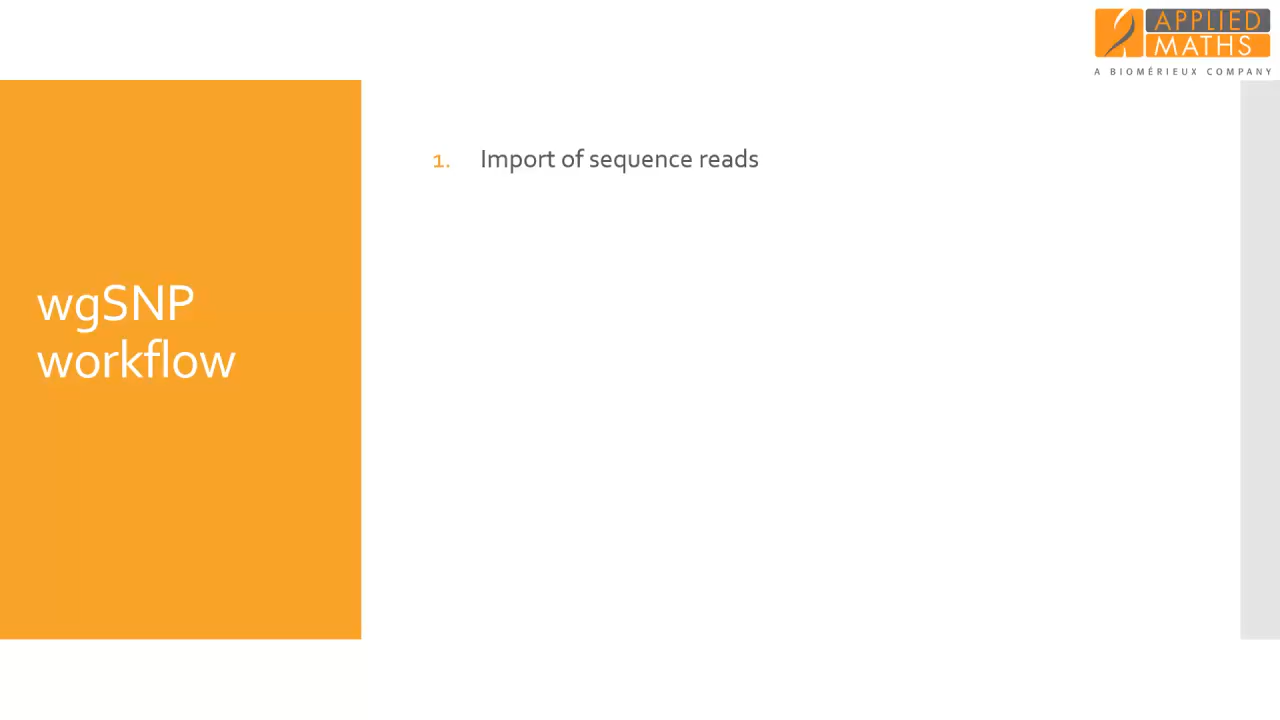 APPLIED
MATHS
A BIOMÉRIEUX COMPANY
wgSNP
workflow
1. Import of sequence reads